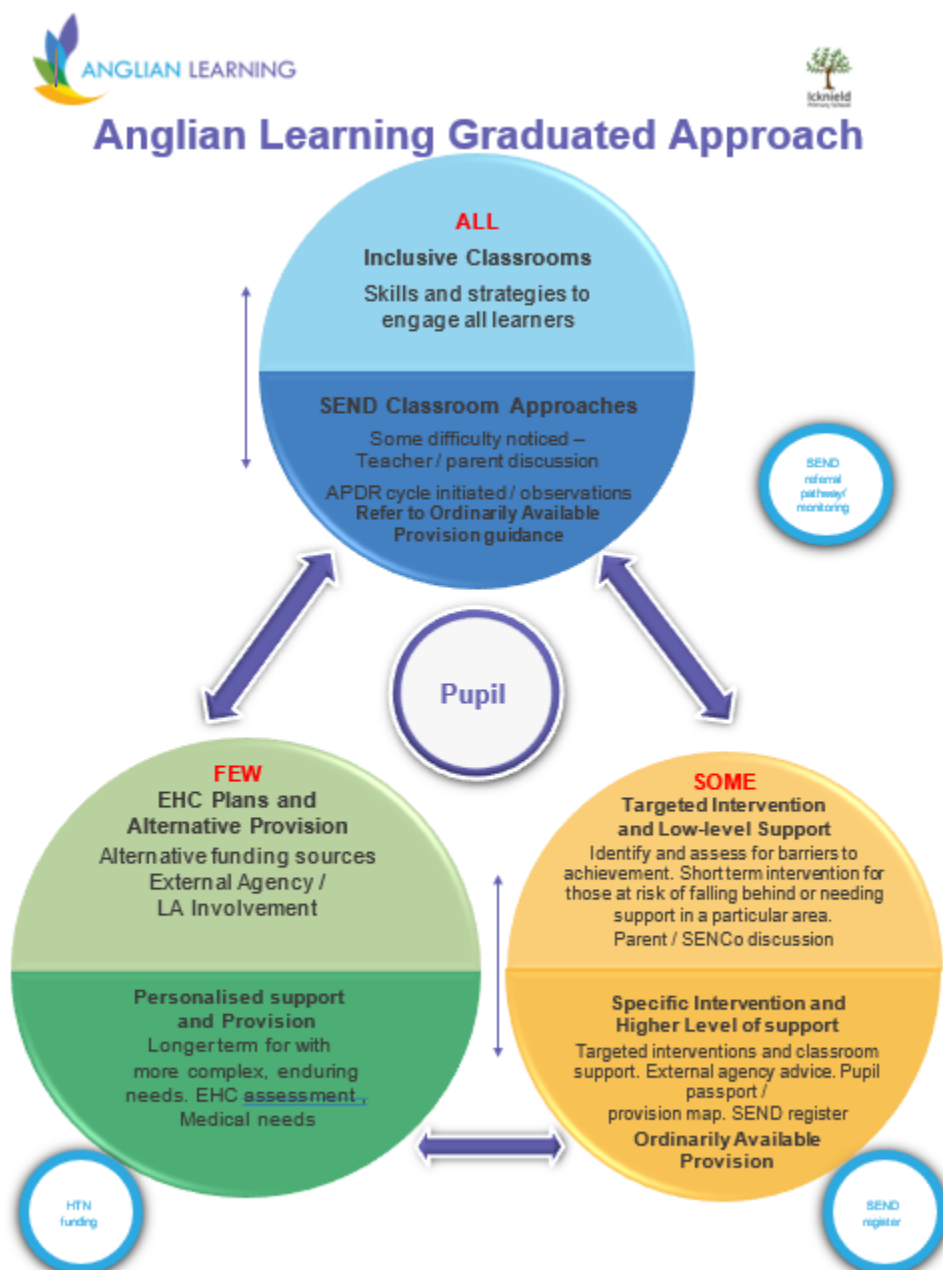 ANGLIAN LEARNING
Icknield
Primary School
Anglian Learning Graduated Approach
ALL
Inclusive Classrooms
Skills and strategies to
engage all learners
SEND Classroom Approaches
Some difficulty noticed –
Teacher / parent discussion
APDR cycle initiated / observations
Refer to Ordinarily Available
Provision guidance
SEND
referral
pathway/
monitoring
Pupil
FEW
EHC Plans and
Alternative Provision
Alternative funding sources
External Agency /
LA Involvement
Personalised support
and Provision
Longer term for with
more complex, enduring
needs. EHC assessment ,
Medical needs
HTN
funding
SOME
Targeted Intervention
and Low-level Support
Identify and assess for barriers to
achievement. Short term intervention for
those at risk of falling behind or needing
support in a particular area.
Parent / SENCo discussion
Specific Intervention and
Higher Level of support
Targeted interventions and classroom
support. External agency advice. Pupil
passport /
provision map. SEND register
Ordinarily Available
Provision
SEND
register